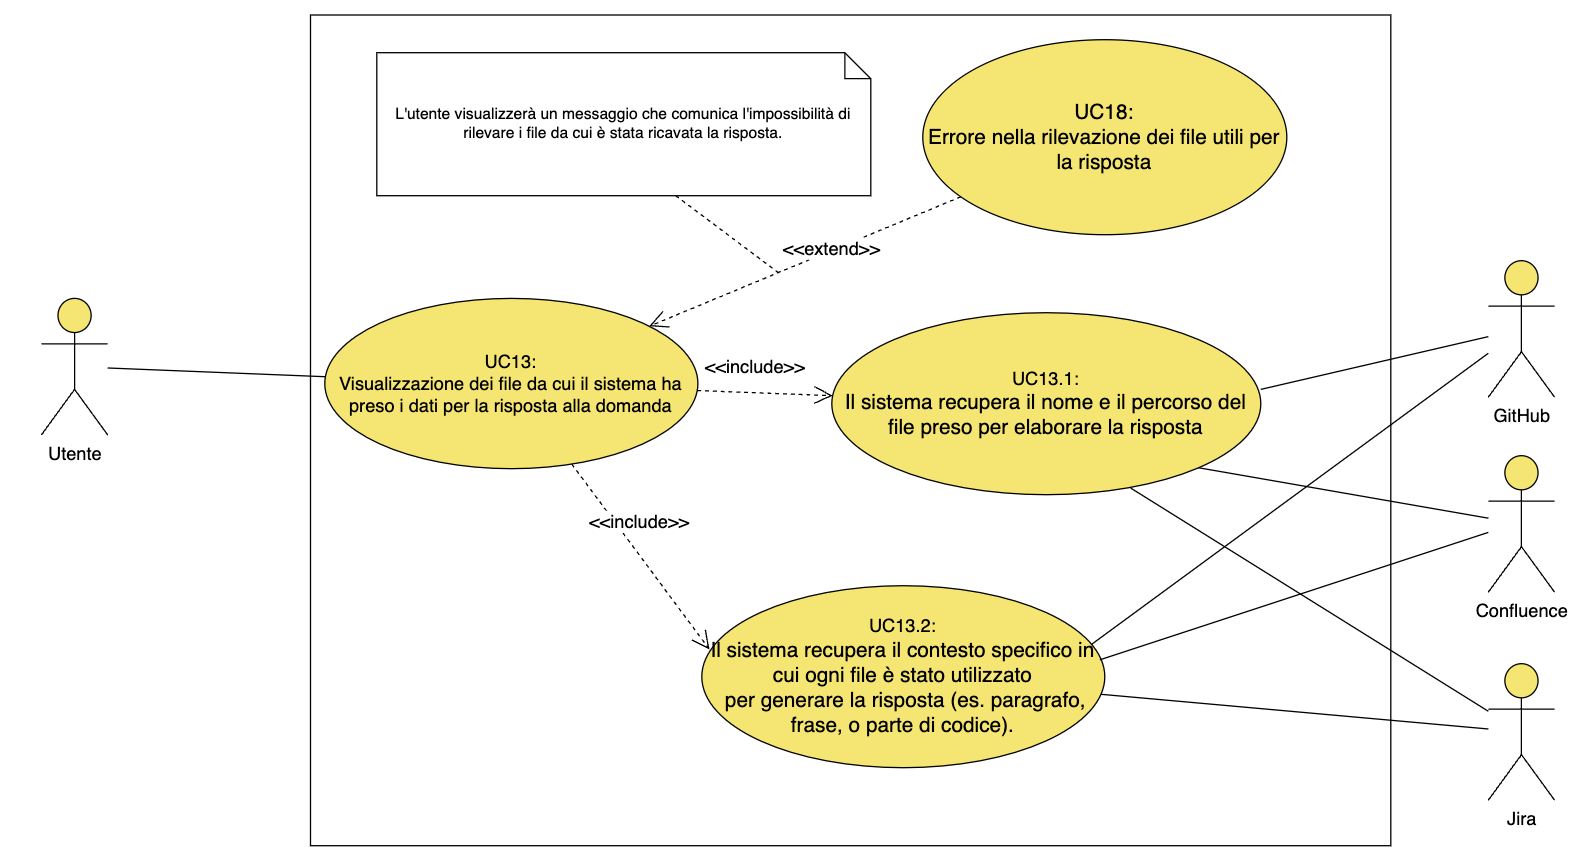 L'utente visualizzerà un messaggio che comunica l'impossibilità di
rilevare i file da cui è stata ricavata la risposta.
UC18:
Errore nella rilevazione dei file utili per
la risposta
<<extend>>
Utente
UC13:
Visualizzazione dei file da cui il sistema ha
preso i dati per la risposta alla domanda
<<include>>
UC13.1:
Il sistema recupera il nome e il percorso del
file preso per elaborare la risposta
GitHub
<<include>>
Confluence
UC13.2:
Il sistema recupera il contesto specifico in
cui ogni file è stato utilizzato
per generare la risposta (es. paragrafo,
frase, o parte di codice).
Jira